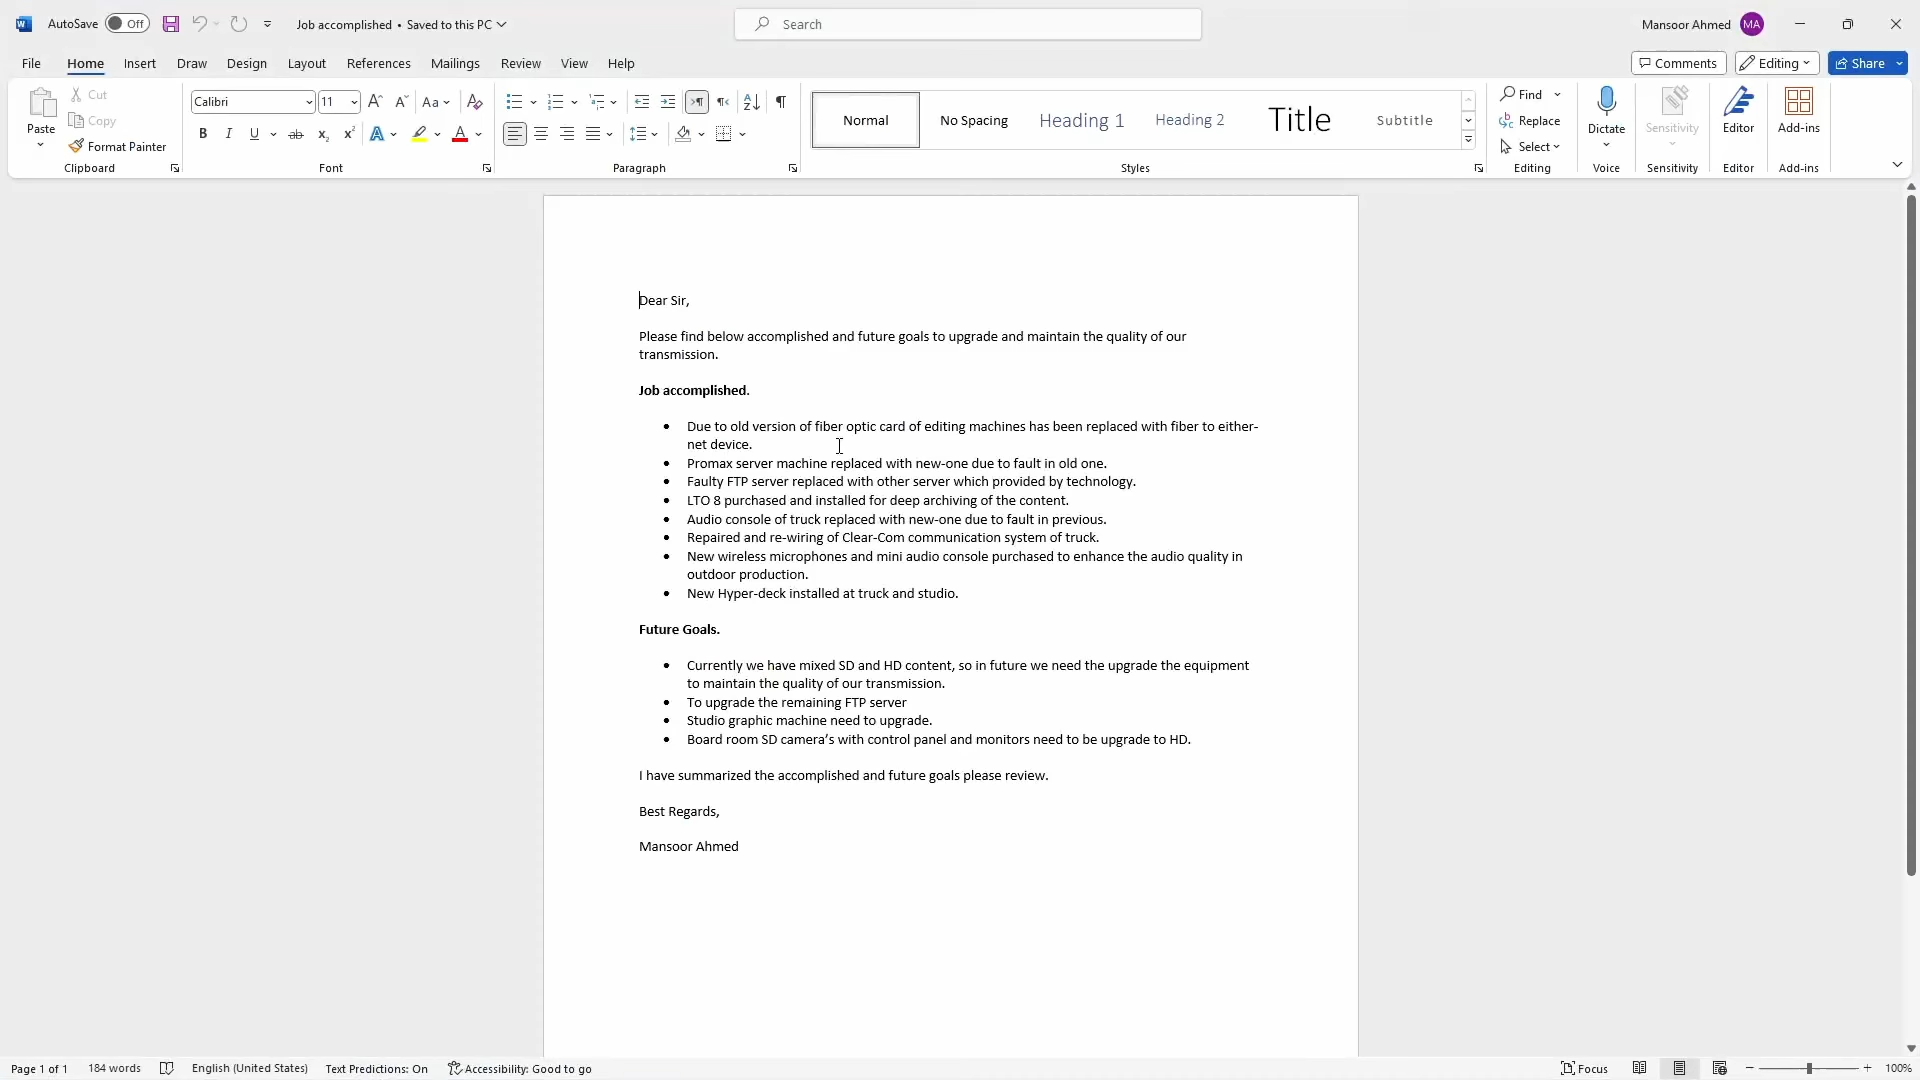 AutoSave Off Job accomplished • Saved to this PC Search Mansoor Ahmed MA
File Home Insert Draw Design Layout References Mailings Review View Help Comments Editing Share
Paste Cut Copy Format Painter Clipboard
Calibri 11 Aa B I U ab x₂ x² A A Font
Paragraph
Normal No Spacing Heading 1 Heading 2 Title Subtitle Styles
Find Replace Select Editing
Dictate Voice
Sensitivity Sensitivity
Editor Editor
Add-ins Add-ins
Dear Sir,
Please find below accomplished and future goals to upgrade and maintain the quality of our
transmission.
Job accomplished.
• Due to old version of fiber optic card of editing machines has been replaced with fiber to either-
net device.
• Promax server machine replaced with new-one due to fault in old one.
• Faulty FTP server replaced with other server which provided by technology.
• LTO 8 purchased and installed for deep archiving of the content.
• Audio console of truck replaced with new-one due to fault in previous.
• Repaired and re-wiring of Clear-Com communication system of truck.
• New wireless microphones and mini audio console purchased to enhance the audio quality in
outdoor production.
• New Hyper-deck installed at truck and studio.
Future Goals.
• Currently we have mixed SD and HD content, so in future we need the upgrade the equipment
to maintain the quality of our transmission.
• To upgrade the remaining FTP server
• Studio graphic machine need to upgrade.
• Board room SD camera’s with control panel and monitors need to be upgrade to HD.
I have summarized the accomplished and future goals please review.
Best Regards,
Mansoor Ahmed
Page 1 of 1 184 words English (United States) Text Predictions: On Accessibility: Good to go Focus 100%